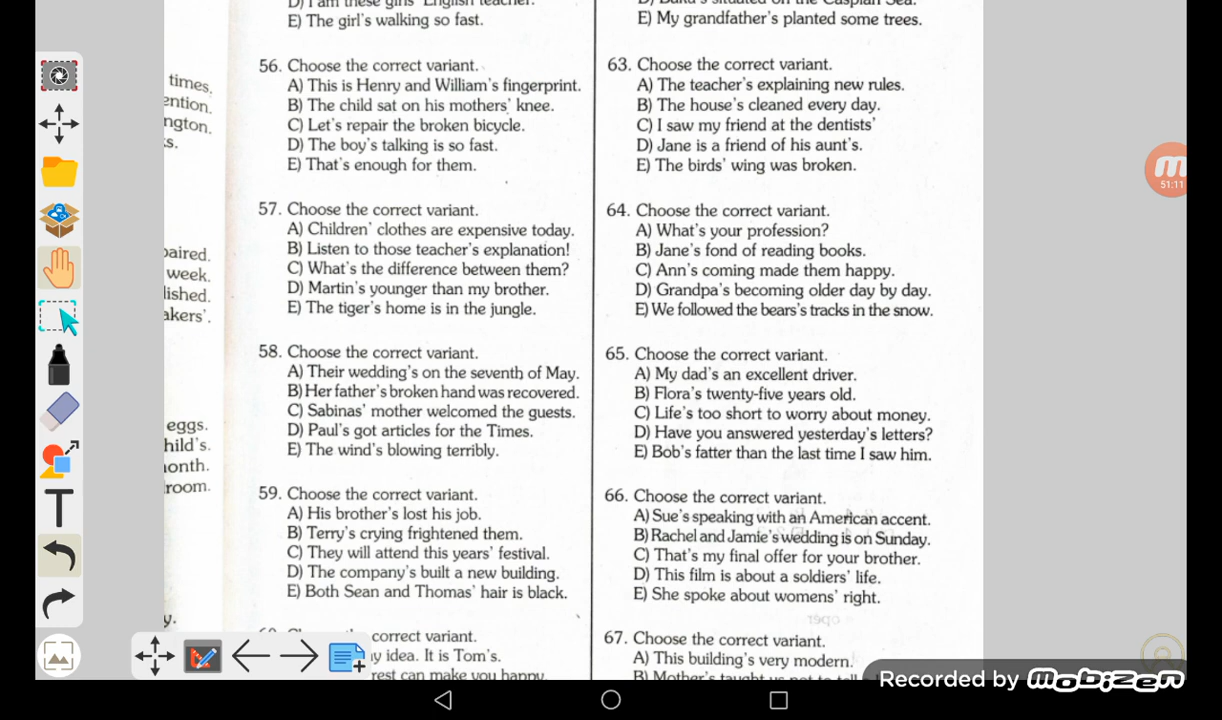 times,
ention.
ngton.
s.
paired.
week.
lished.
akers'.
eggs.
hild's.
onth.
room.
y.
E) The girl's walking so fast.
56. Choose the correct variant.
A) This is Henry and William's fingerprint.
B) The child sat on his mothers' knee.
C) Let's repair the broken bicycle.
D) The boy's talking is so fast.
E) That's enough for them.
57. Choose the correct variant.
A) Children' clothes are expensive today.
B) Listen to those teacher's explanation!
C) What's the difference between them?
D) Martin's younger than my brother.
E) The tiger's home is in the jungle.
58. Choose the correct variant.
A) Their wedding's on the seventh of May.
B) Her father's broken hand was recovered.
C) Sabinas' mother welcomed the guests.
D) Paul's got articles for the Times.
E) The wind's blowing terribly.
59. Choose the correct variant.
A) His brother's lost his job.
B) Terry's crying frightened them.
C) They will attend this years' festival.
D) The company's built a new building.
E) Both Sean and Thomas' hair is black.
correct variant.
y idea. It is Tom's.
rest can make you happy.
E) My grandfather's planted some trees.
63. Choose the correct variant.
A) The teacher's explaining new rules.
B) The house's cleaned every day.
C) I saw my friend at the dentists'
D) Jane is a friend of his aunt's.
E) The birds' wing was broken.
64. Choose the correct variant.
A) What's your profession?
B) Jane's fond of reading books.
C) Ann's coming made them happy.
D) Grandpa's becoming older day by day.
E) We followed the bears's tracks in the snow.
65. Choose the correct variant.
A) My dad's an excellent driver.
B) Flora's twenty-five years old.
C) Life's too short to worry about money.
D) Have you answered yesterday's letters?
E) Bob's fatter than the last time I saw him.
66. Choose the correct variant.
A) Sue's speaking with an American accent.
B) Rachel and Jamie's wedding is on Sunday.
C) That's my final offer for your brother.
D) This film is about a soldiers' life.
E) She spoke about womens' right.
67. Choose the correct variant.
A) This building's very modern.
51:11
T
Recorded by mobizen